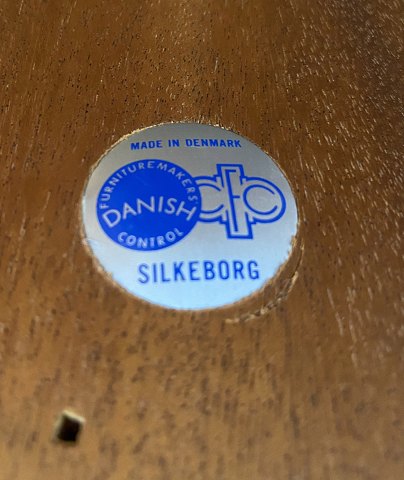 MADE IN DENMARK
FURNITUREMAKERS
DANISH
CONTROL
CFC
SILKEBORG